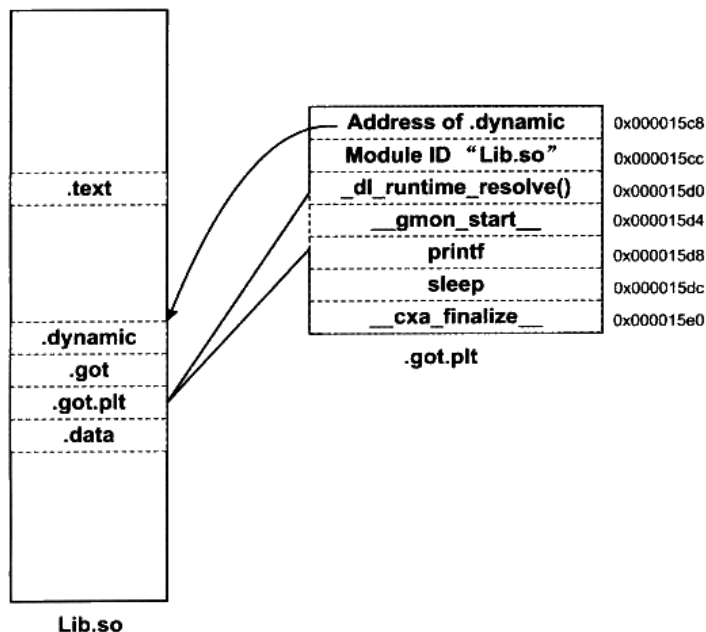 .text
.dynamic
.got
.got.plt
.data
Lib.so
Address of .dynamic 0x000015c8
Module ID “Lib.so” 0x000015cc
_dl_runtime_resolve() 0x000015d0
__gmon_start__ 0x000015d4
printf 0x000015d8
sleep 0x000015dc
__cxa_finalize__ 0x000015e0
.got.plt